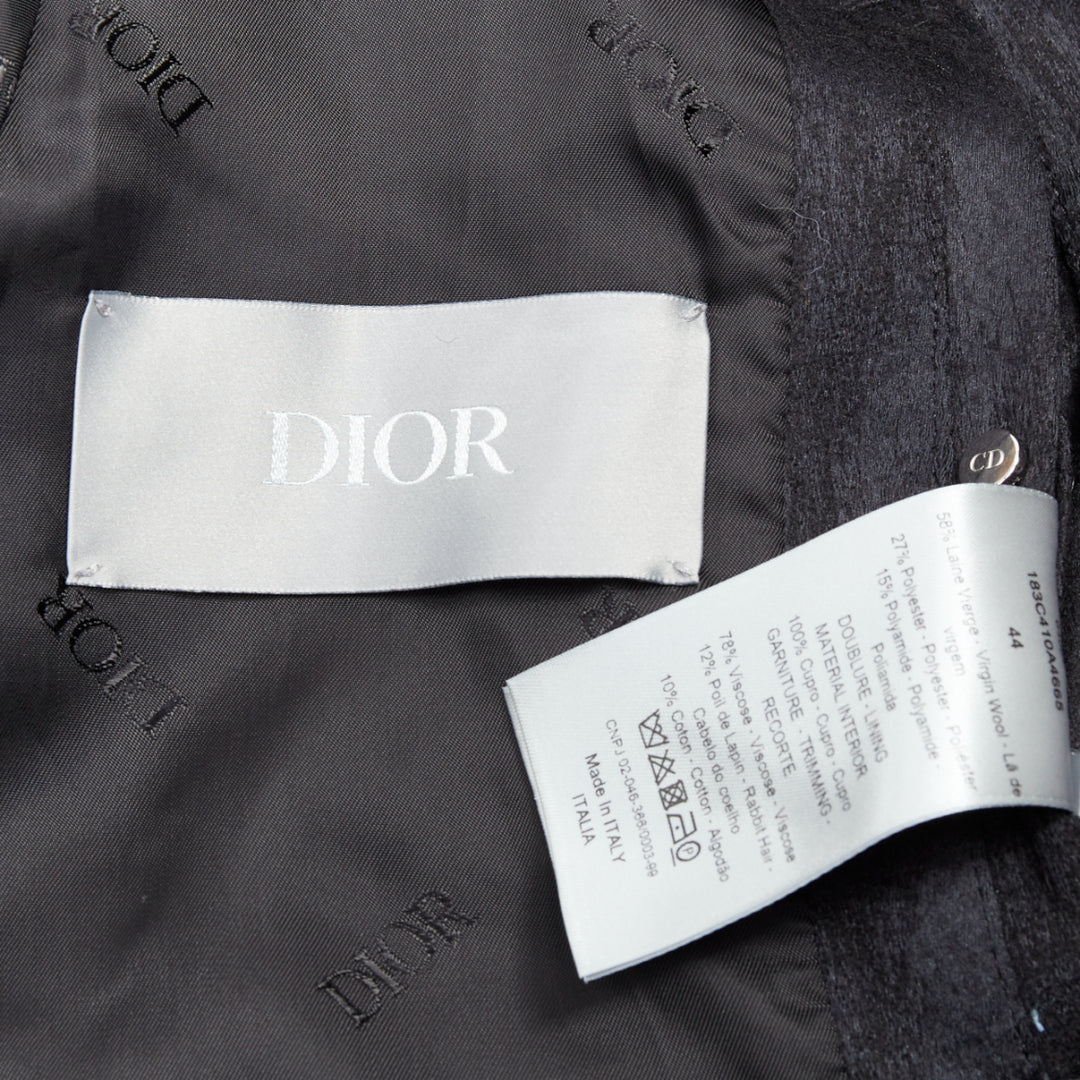 DIOR
DIOR
DIOR
CD
183C410A4665
44
58% Laine Vierge - Virgin Wool - Lã de
virgem
27% Polyester - Polyester - Poliéster
15% Polyamide - Polyamide -
Poliamida
DOUBLURE - LINING
MATERIAL INTERIOR
100% Cupro - Cupro - Cupro
GARNITURE - TRIMMING -
RECORTE
78% Viscose - Viscose - Viscose
12% Poil de Lapin - Rabbit Hair -
Cabelo do coelho
10% Coton - Cotton - Algodão
P
CNPJ 02-046-368/0003-99
Made In ITALY
ITALIA
DIOR
DIOR